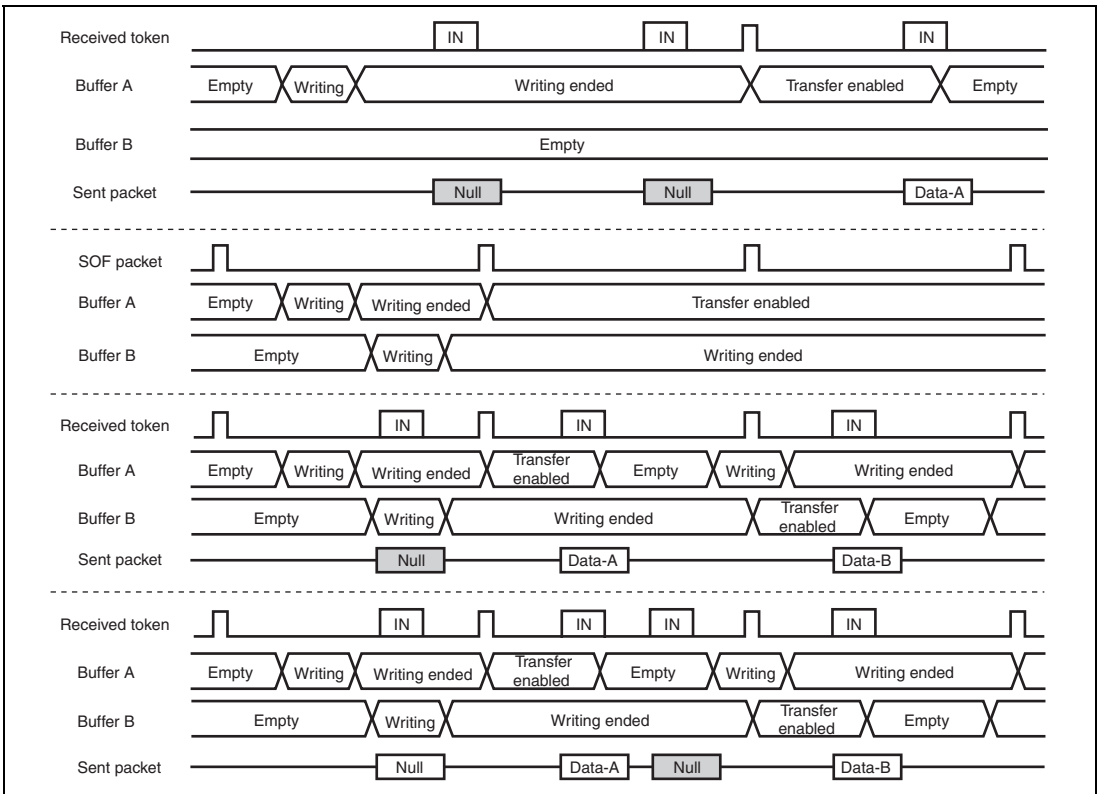 Received token IN IN IN
Buffer A Empty Writing Writing ended Transfer enabled Empty
Buffer B Empty
Sent packet Null Null Data-A
SOF packet
Buffer A Empty Writing Writing ended Transfer enabled
Buffer B Empty Writing Writing ended
Received token IN IN IN
Buffer A Empty Writing Writing ended Transfer enabled Empty Writing Writing ended
Buffer B Empty Writing Writing ended Transfer enabled Empty
Sent packet Null Data-A Data-B
Received token IN IN IN IN
Buffer A Empty Writing Writing ended Transfer enabled Empty Writing Writing ended
Buffer B Empty Writing Writing ended Transfer enabled Empty
Sent packet Null Data-A Null Data-B